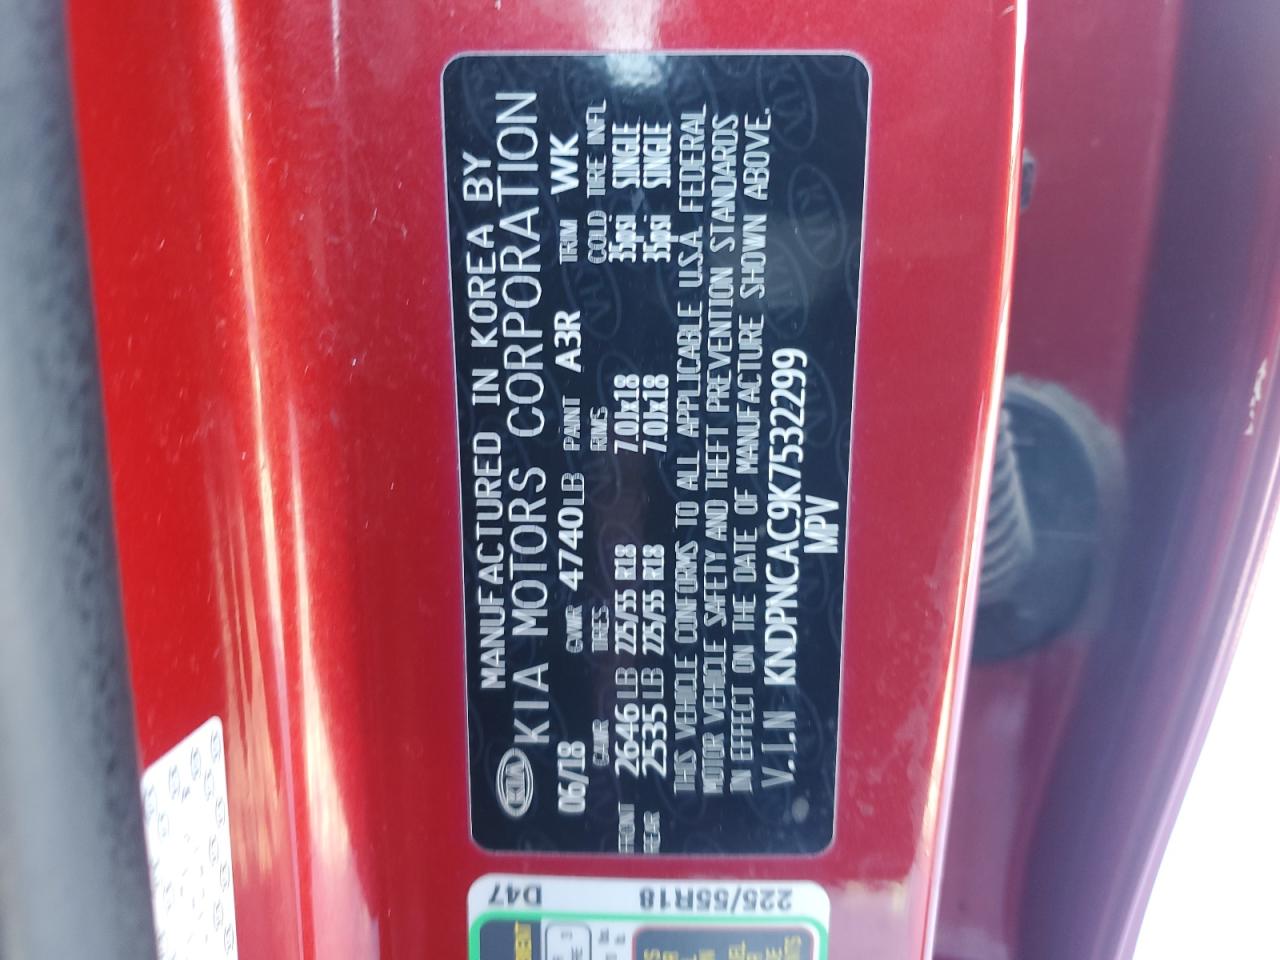 MANUFACTURED IN KOREA BY
KIA KIA MOTORS CORPORATION
06/18 GVWR 4740LB PAINT A3R TRIM WK
GAWR TIRES RIMS COLD TIRE INFL
FRONT 2646LB 225/55 R18 7.0Jx18 35psi SINGLE
REAR 2535LB 225/55 R18 7.0Jx18 35psi SINGLE
THIS VEHICLE CONFORMS TO ALL APPLICABLE U.S.A. FEDERAL
MOTOR VEHICLE SAFETY AND THEFT PREVENTION STANDARDS
IN EFFECT ON THE DATE OF MANUFACTURE SHOWN ABOVE.
V.I.N KNDPNCAC9K7532299
MPV
D47
225/55R18